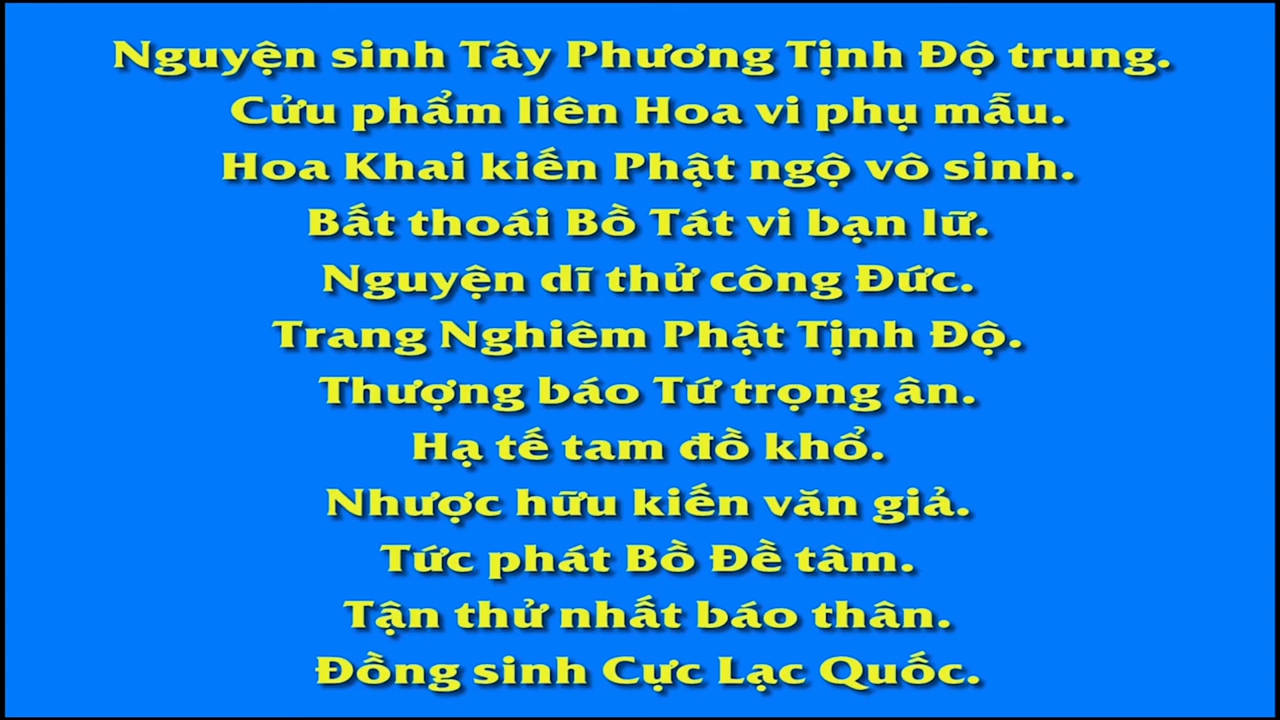 Nguyện sinh Tây Phương Tịnh Độ trung.
Cửu phẩm liên Hoa vi phụ mẫu.
Hoa Khai kiến Phật ngộ vô sinh.
Bất thoái Bồ Tát vi bạn lữ.
Nguyện dĩ thử công Đức.
Trang Nghiêm Phật Tịnh Độ.
Thượng báo Tứ trọng ân.
Hạ tế tam đồ khổ.
Nhược hữu kiến văn giả.
Tức phát Bồ Đề tâm.
Tận thử nhất báo thân.
Đồng sinh Cực Lạc Quốc.